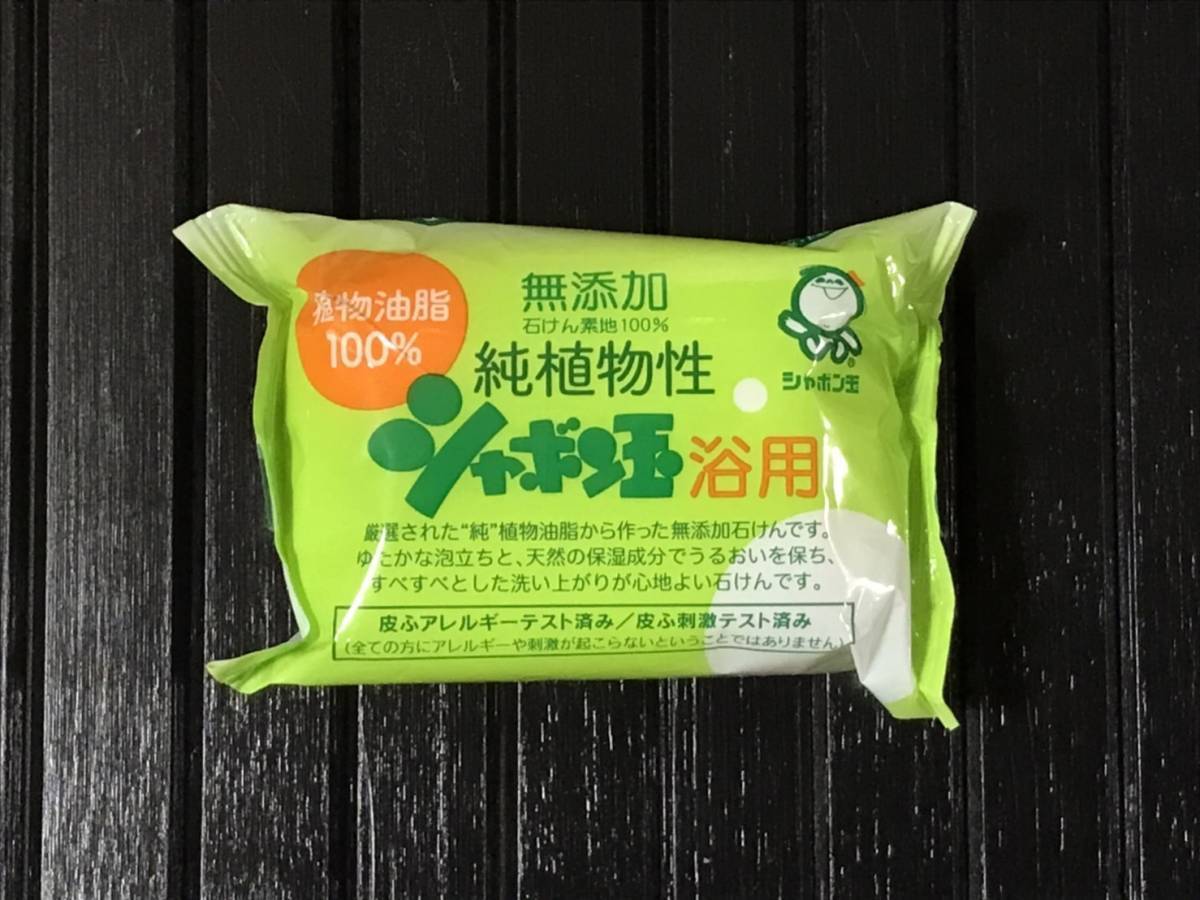 植物油脂
100%
無添加
石けん素地100%
純植物性
シャボン玉 浴用
シャボン玉
厳選された“純”植物油脂から作った無添加石けんです。
ゆたかな泡立ちと、天然の保湿成分でうるおいを保ち、
すべすべとした洗い上がりが心地よい石けんです。
皮ふアレルギーテスト済み／皮ふ刺激テスト済み
(全ての方にアレルギーや刺激が起こらないということではありません)